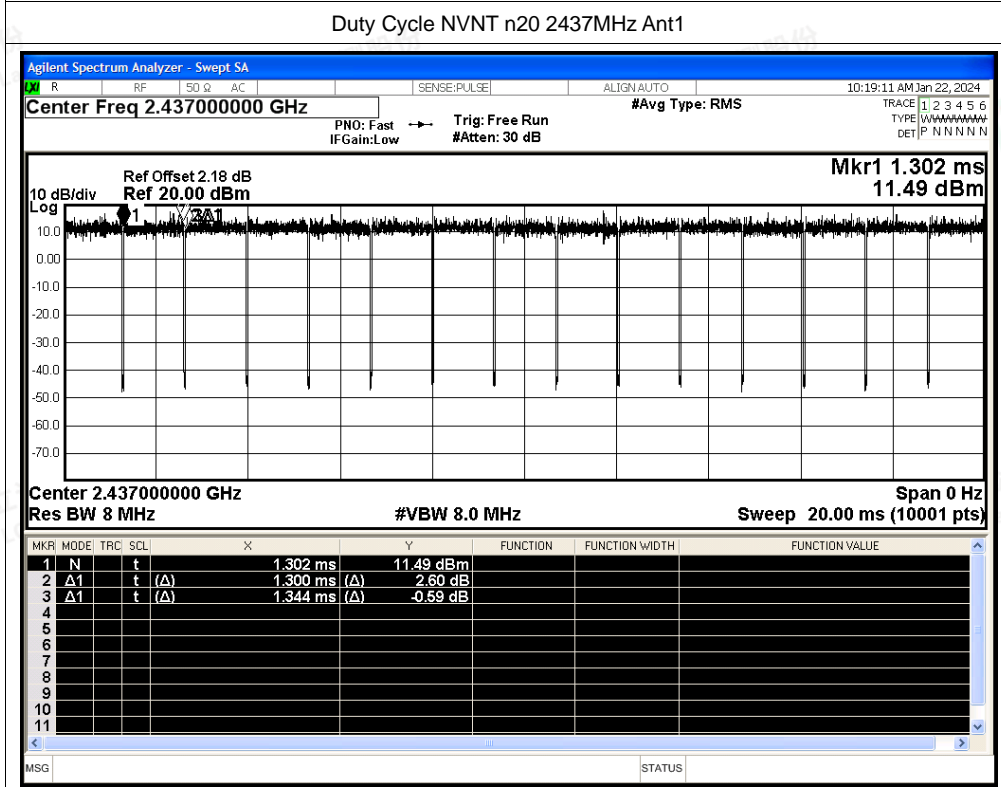 Duty Cycle NVNT n20 2437MHz Ant1
Agilent Spectrum Analyzer - Swept SA
LXI R RF 50 Ω AC SENSE:PULSE ALIGN AUTO 10:19:11 AM Jan 22, 2024
Center Freq 2.437000000 GHz #Avg Type: RMS TRACE 1 2 3 4 5 6
PNO: Fast Trig: Free Run TYPE W
IFGain:Low #Atten: 30 dB DET P N N N N N
Mkr1 1.302 ms
Ref Offset 2.18 dB
10 dB/div Ref 20.00 dBm 11.49 dBm
Log
1 2Δ1
10.0
0.00
-10.0
-20.0
-30.0
-40.0
-50.0
-60.0
-70.0
Center 2.437000000 GHz Span 0 Hz
Res BW 8 MHz #VBW 8.0 MHz Sweep 20.00 ms (10001 pts)
MKR MODE TRC SCL X Y FUNCTION FUNCTION WIDTH FUNCTION VALUE
1 N t 1.302 ms 11.49 dBm
2 Δ1 t (Δ) 1.300 ms (Δ) 2.60 dB
3 Δ1 t (Δ) 1.344 ms (Δ) -0.59 dB
4
5
6
7
8
9
10
11
MSG STATUS